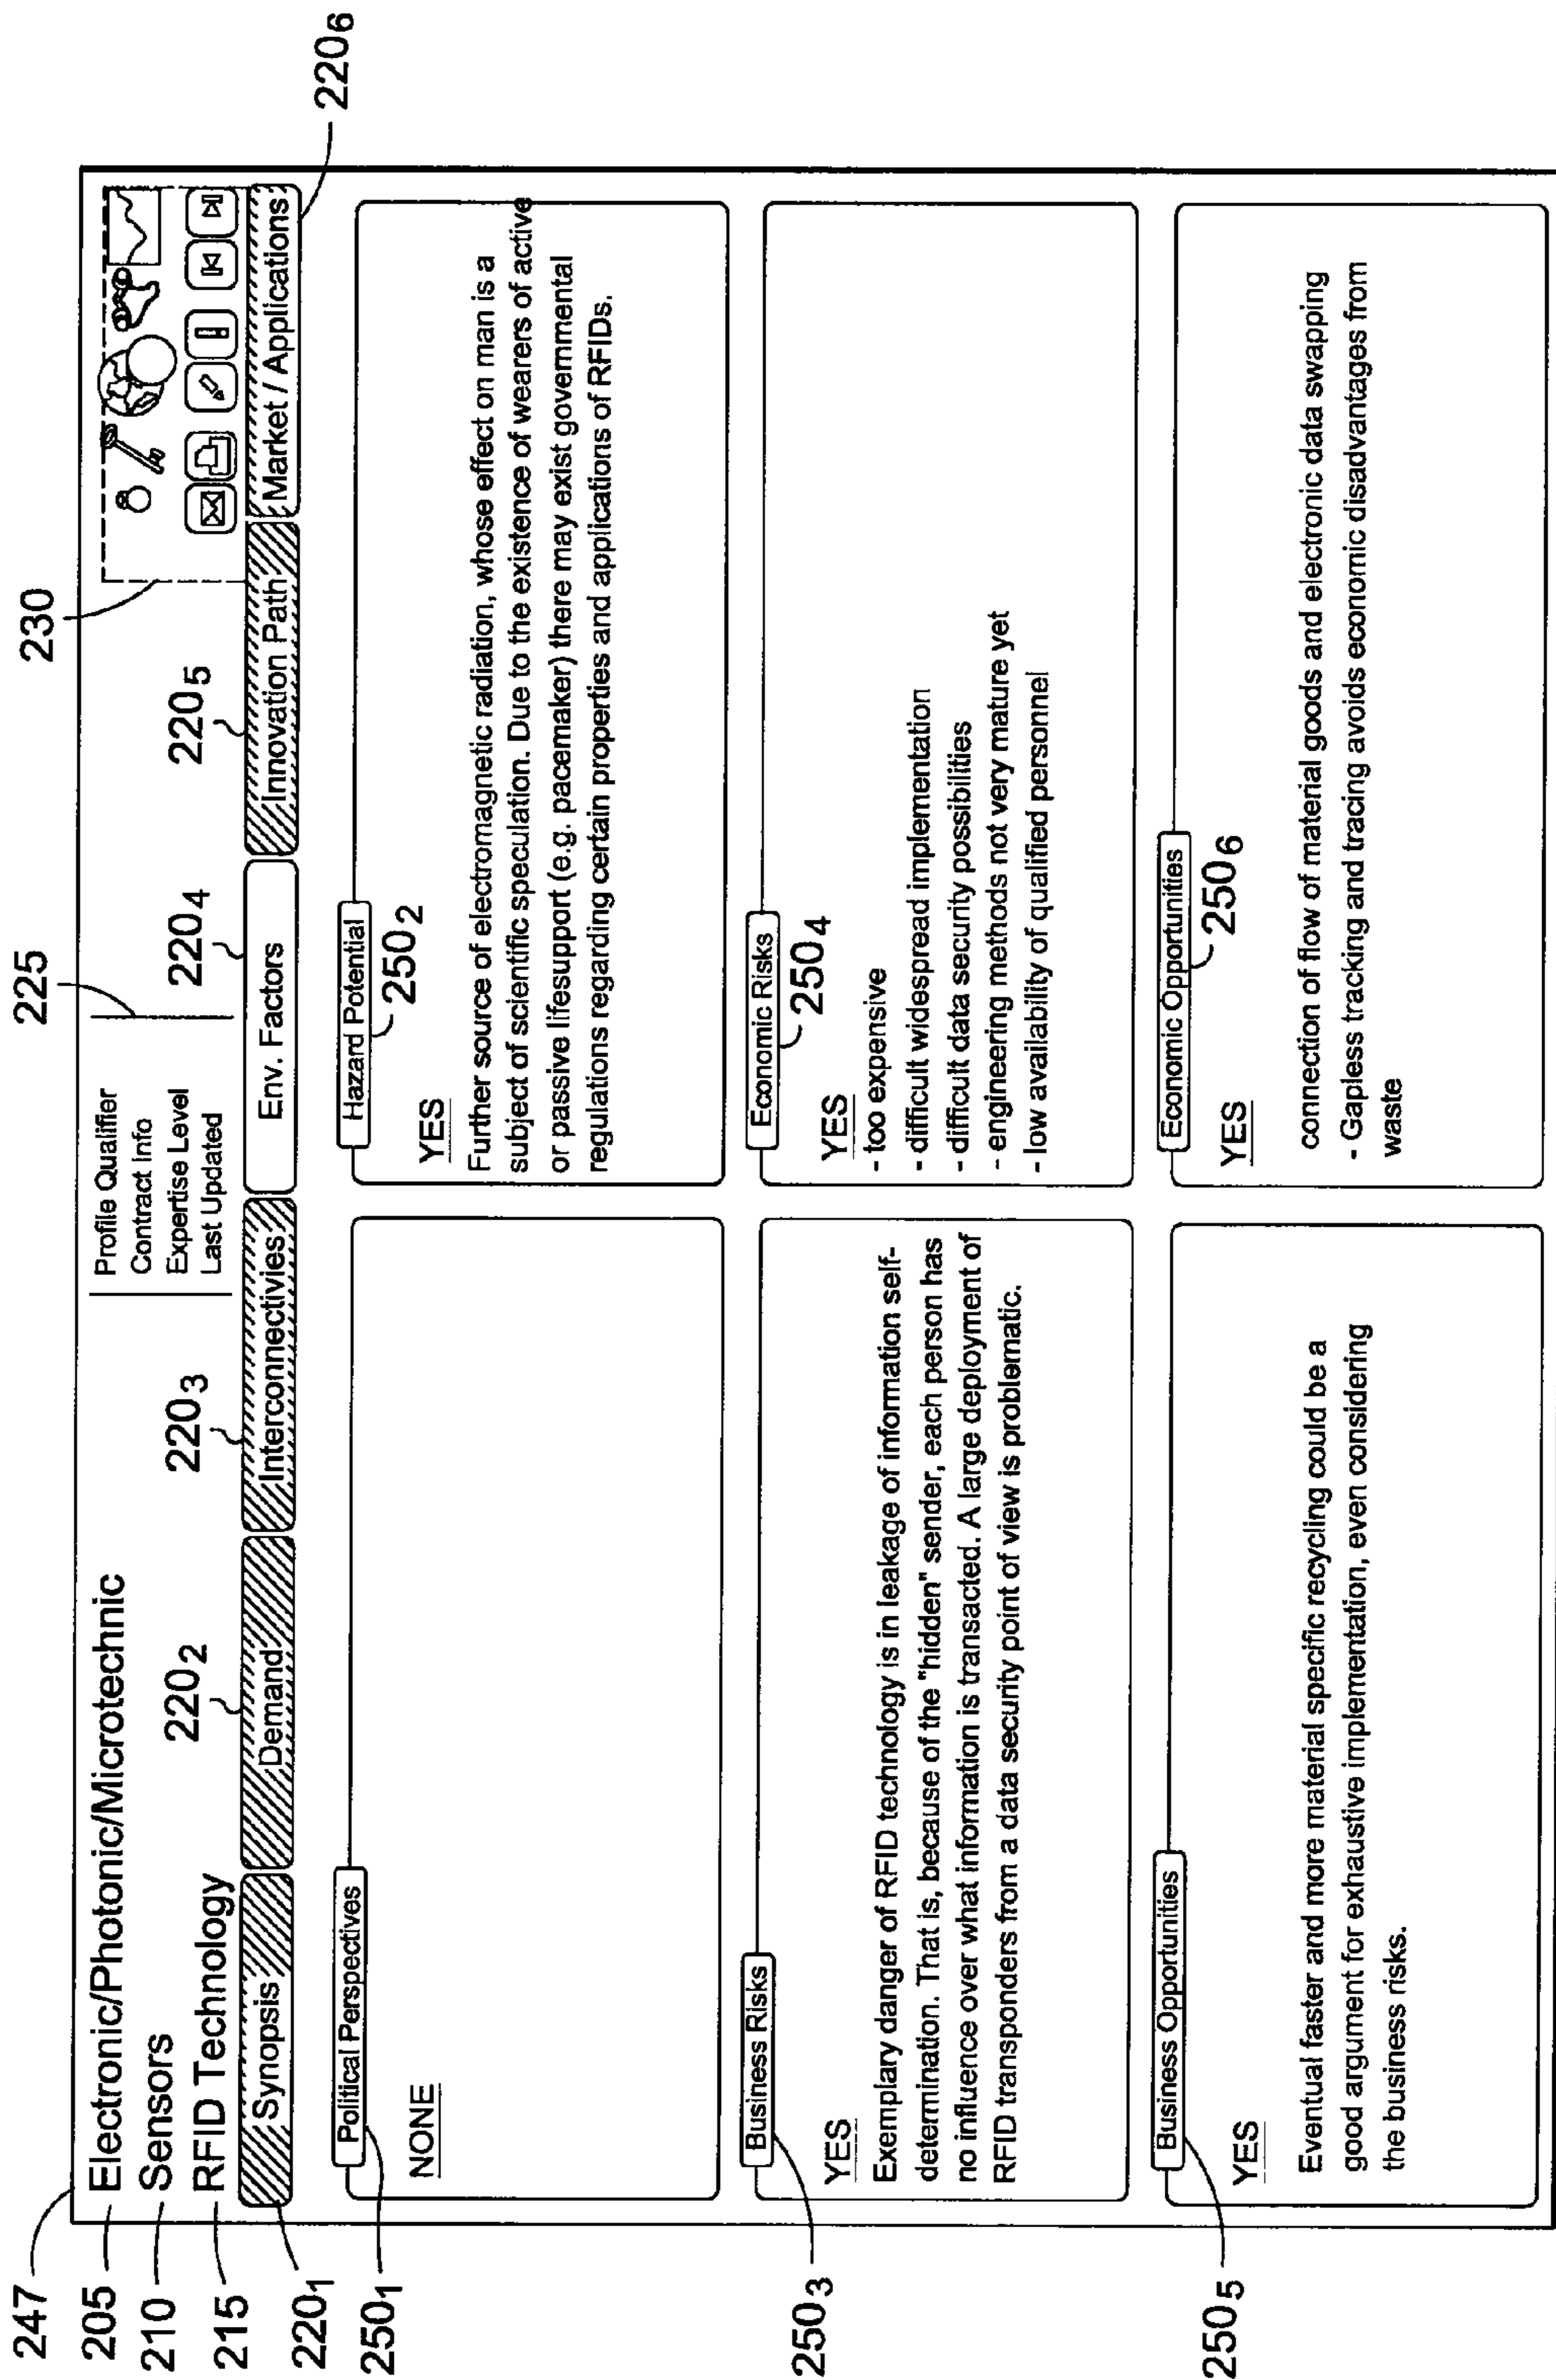 247
205
210
215
220₁
Electronic/Photonic/Microtechnic
Sensors
RFID Technology
Profile Qualifier
Contract Info
Expertise Level
Last Updated
225
230
220₂
220₃
220₄
220₅
220₆
Synopsis
Demand
Interconnectivies
Env. Factors
Innovation Path
Market / Applications
250₁
Political Perspectives
NONE
Hazard Potential
250₂
YES
Further source of electromagnetic radiation, whose effect on man is a
subject of scientific speculation. Due to the existence of wearers of active
or passive lifesupport (e.g. pacemaker) there may exist governmental
regulations regarding certain properties and applications of RFIDs.
250₃
Business Risks
YES
Exemplary danger of RFID technology is in leakage of information self-
determination. That is, because of the "hidden" sender, each person has
no influence over what information is transacted. A large deployment of
RFID transponders from a data security point of view is problematic.
Economic Risks
250₄
YES
- too expensive
- difficult widespread implementation
- difficult data security possibilities
- engineering methods not very mature yet
- low availability of qualified personnel
250₅
Business Opportunities
YES
Eventual faster and more material specific recycling could be a
good argument for exhaustive implementation, even considering
the business risks.
Economic Opportunities
250₆
YES
connection of flow of material goods and electronic data swapping
- Gapless tracking and tracing avoids economic disadvantages from
waste